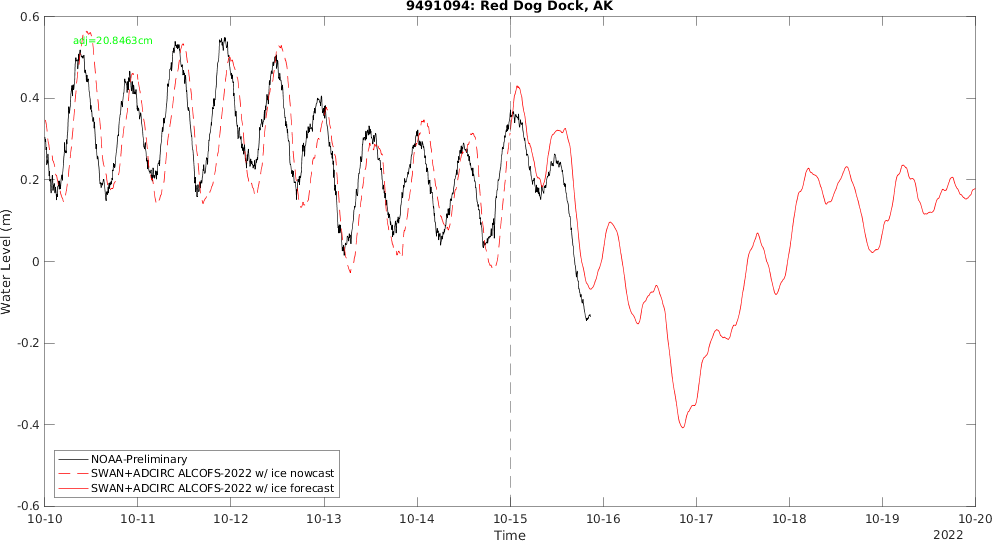 9491094: Red Dog Dock, AK
adj=20.8463cm
Water Level (m)
0.6
0.4
0.2
0
-0.2
-0.4
-0.6
NOAA-Preliminary
SWAN+ADCIRC ALCOFS-2022 w/ ice nowcast
SWAN+ADCIRC ALCOFS-2022 w/ ice forecast
10-10 10-11 10-12 10-13 10-14 10-15 10-16 10-17 10-18 10-19 10-20
Time
2022